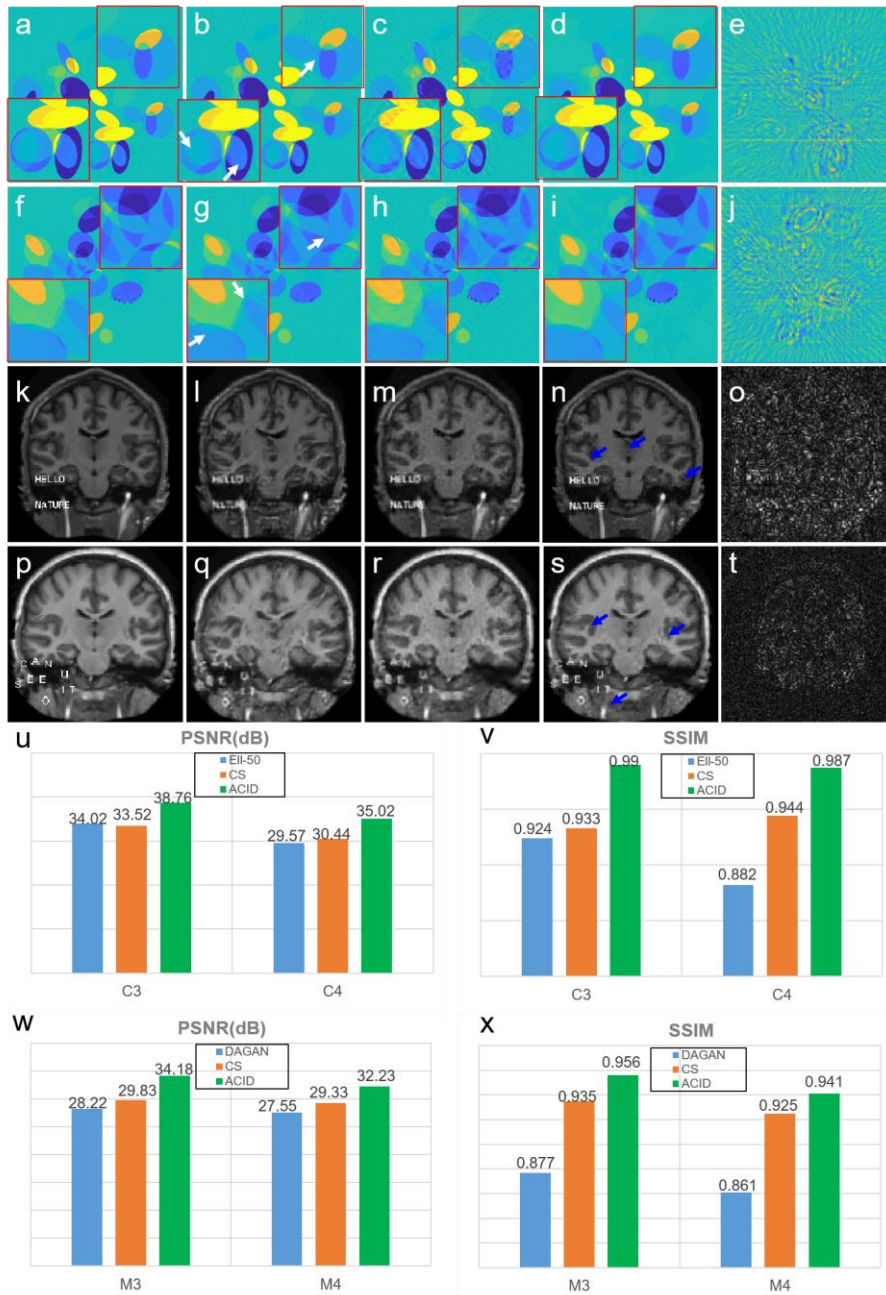 a b c d e
f g h i j
k l m n o
HELLO
HELLO
HELLO
HELLO
NATURE
NATURE
NATURE
NATURE
p q r s t
C A N U
S E E I T
C A N U
S E E I T
C A N U
S E E I T
C A N U
S E E I T
u
PSNR(dB)
Ell-50
CS
ACID
34.02 33.52 38.76
29.57 30.44 35.02
C3 C4
v
SSIM
Ell-50
CS
ACID
0.924 0.933 0.99
0.882 0.944 0.987
C3 C4
w
PSNR(dB)
DAGAN
CS
ACID
28.22 29.83 34.18
27.55 29.33 32.23
M3 M4
x
SSIM
DAGAN
CS
ACID
0.877 0.935 0.956
0.861 0.925 0.941
M3 M4